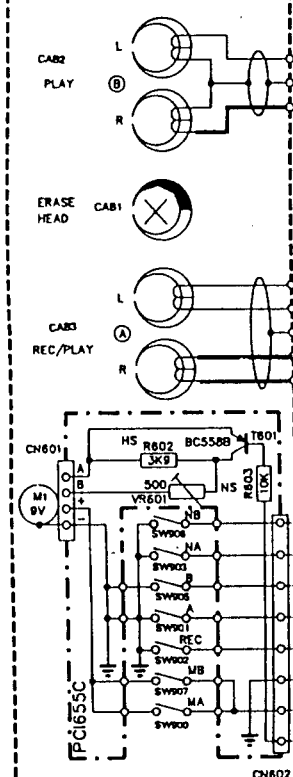 L
CAB2
PLAY
B
R
ERASE
HEAD
CAB1
L
CAB3
A
REC/PLAY
R
CN601
HS
R602
3K9
BC558B
T601
A
B
+
-
M1
9V
500
VR601
NS
R603
10K
NB
SW906
NA
SW903
B
SW905
A
SW901
REC
SW902
MB
SW907
MA
SW900
PC1655C
CN602